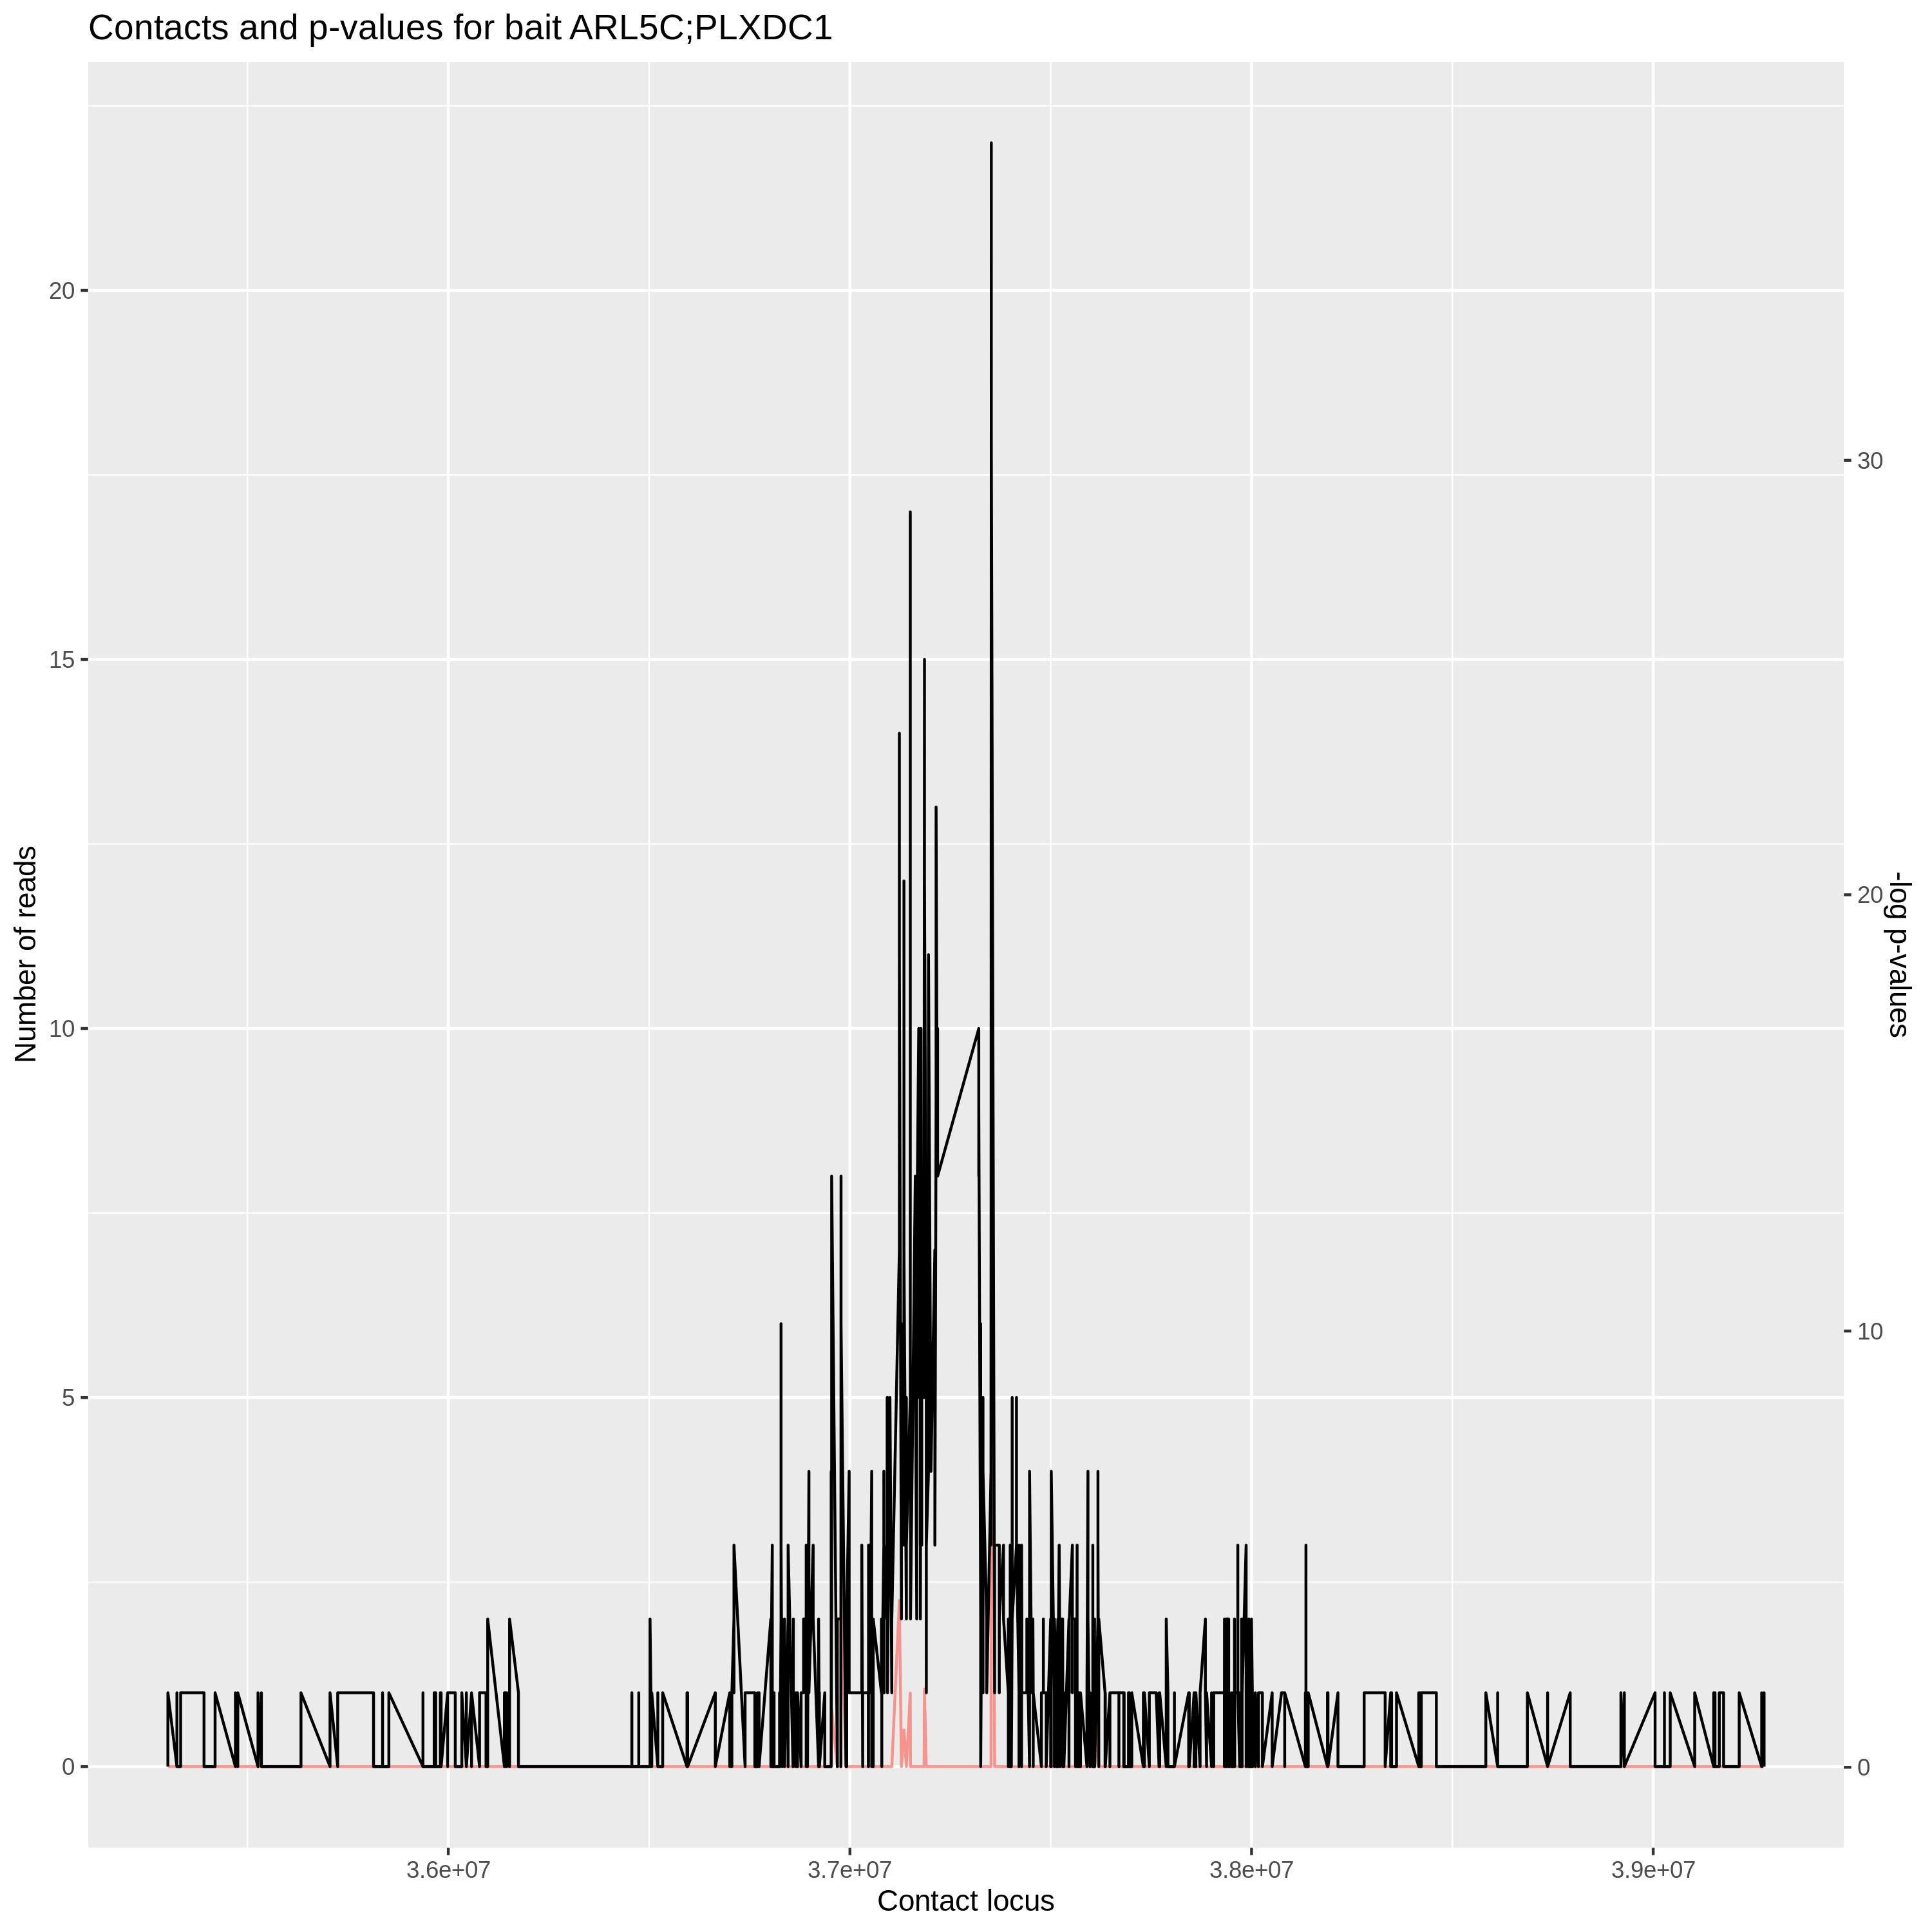 Contacts and p-values for bait ARL5C;PLXDC1
Number of reads
20
15
10
5
0
30
20
10
0
-log p-values
3.6e+07
3.7e+07
3.8e+07
3.9e+07
Contact locus